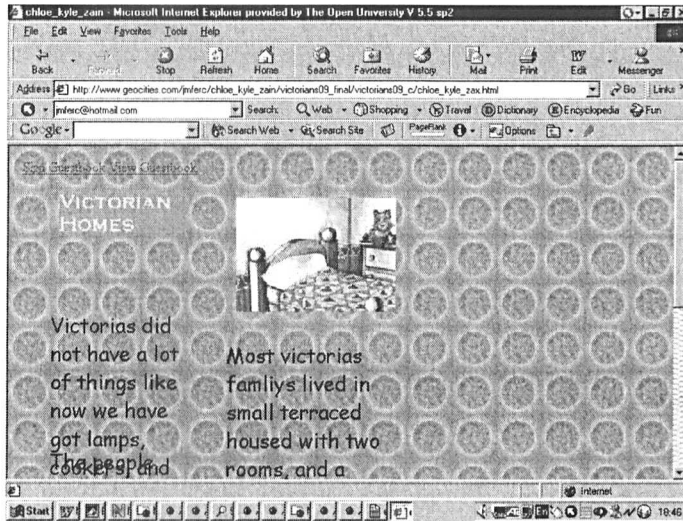 chloe_kyle_zain - Microsoft Internet Explorer provided by The Open University V 5.5 sp2
File Edit View Favorites Tools Help
Back Forward Stop Refresh Home Search Favorites History Mail Print Edit Messenger
Address http://www.geocities.com/jmferc/chloe_kyle_zain/victorians09_final/victorians09_c/chloe_kyle_zax.html Go Links
jmferc@hotmail.com Search: Web Shopping Travel Dictionary Encyclopedia Fun
Google Search Web Search Site PageRank Options
Sign Guestbook View Guestbook
VICTORIAN
HOMES
Victorias did
not have a lot
of things like
now we have
got lamps,
cookers, and
The people
Most victorias
famliys lived in
small terraced
housed with two
rooms, and a
Internet
Start 18:46